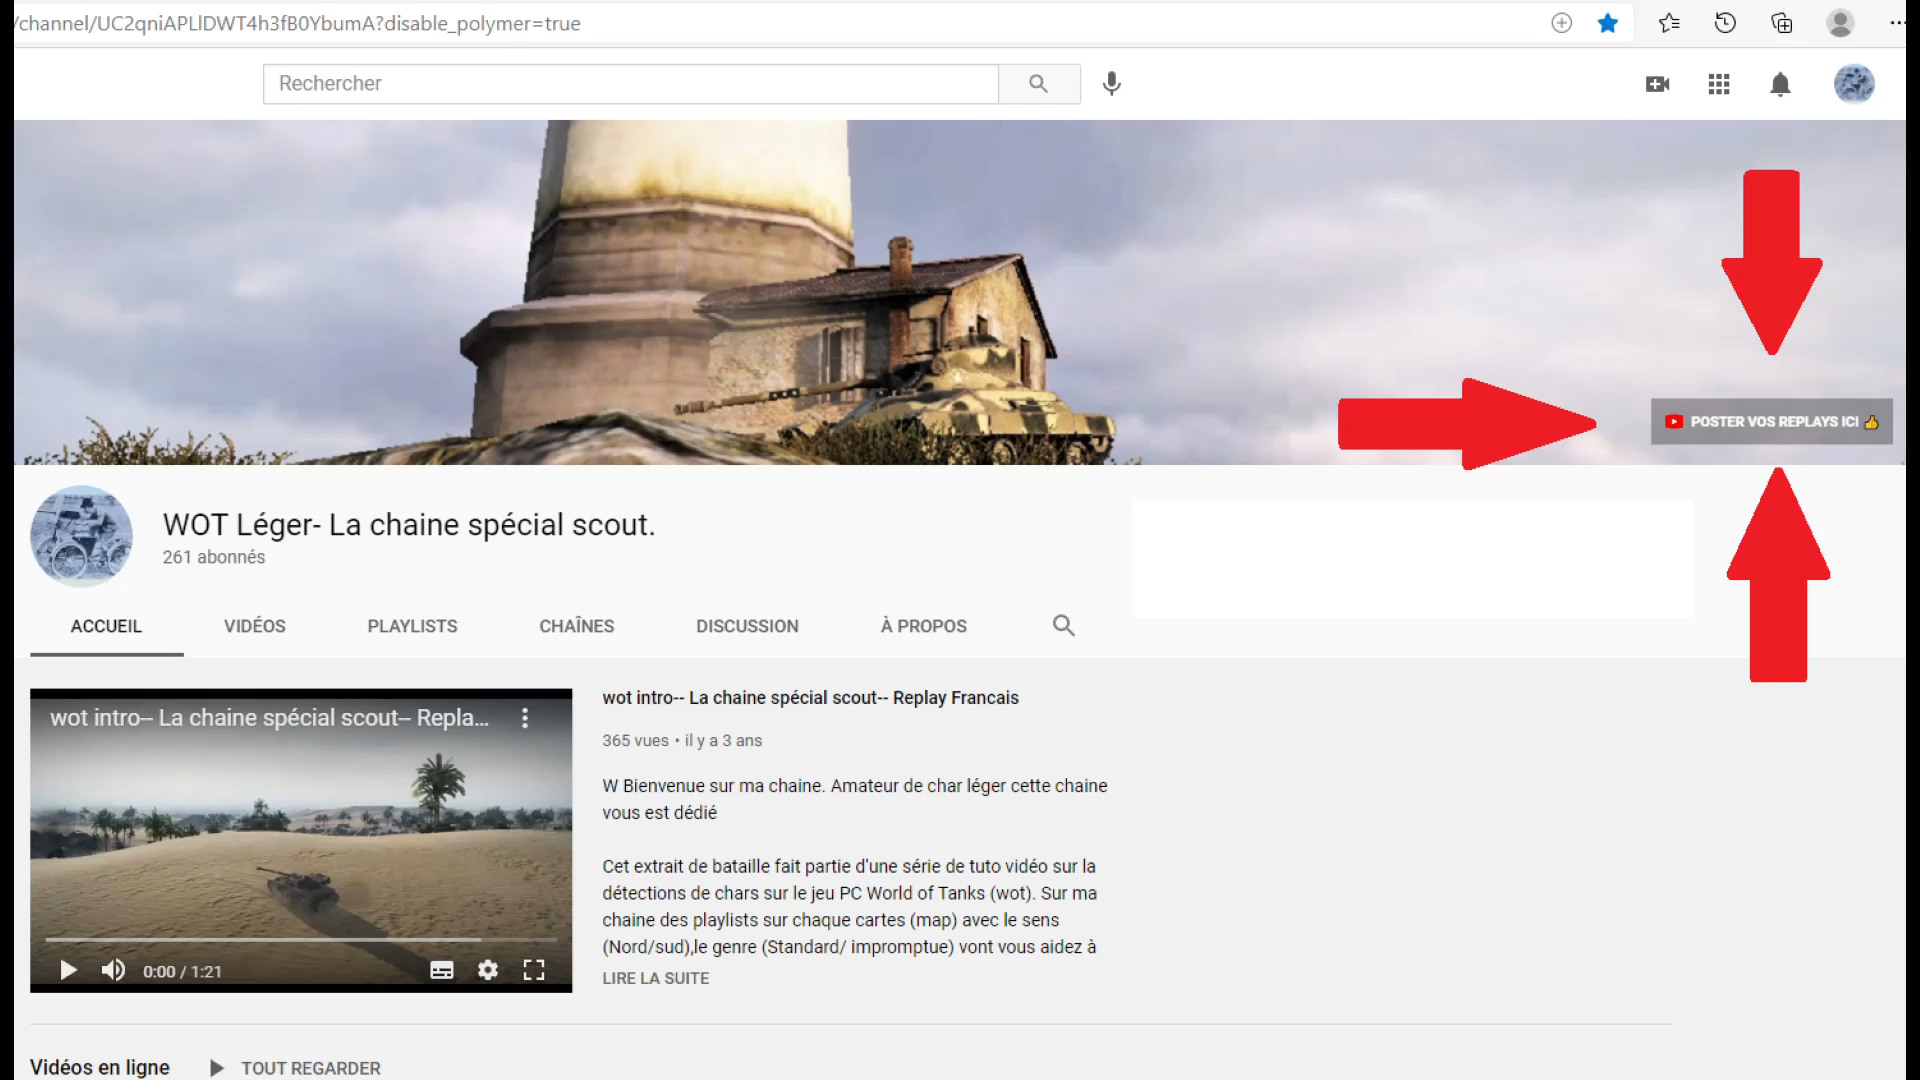 /channel/UC2qniAPLlDWT4h3fB0YbumA?disable_polymer=true
Rechercher
POSTER VOS REPLAYS ICI 👍
WOT Léger- La chaine spécial scout.
261 abonnés
ACCUEIL VIDÉOS PLAYLISTS CHAÎNES DISCUSSION À PROPOS
wot intro-- La chaine spécial scout-- Repla...
0:00 / 1:21
wot intro-- La chaine spécial scout-- Replay Francais
365 vues • il y a 3 ans
W Bienvenue sur ma chaine. Amateur de char léger cette chaine
vous est dédié
Cet extrait de bataille fait partie d'une série de tuto vidéo sur la
détections de chars sur le jeu PC World of Tanks (wot). Sur ma
chaine des playlists sur chaque cartes (map) avec le sens
(Nord/sud),le genre (Standard/ impromptue) vont vous aidez à
LIRE LA SUITE
Vidéos en ligne TOUT REGARDER